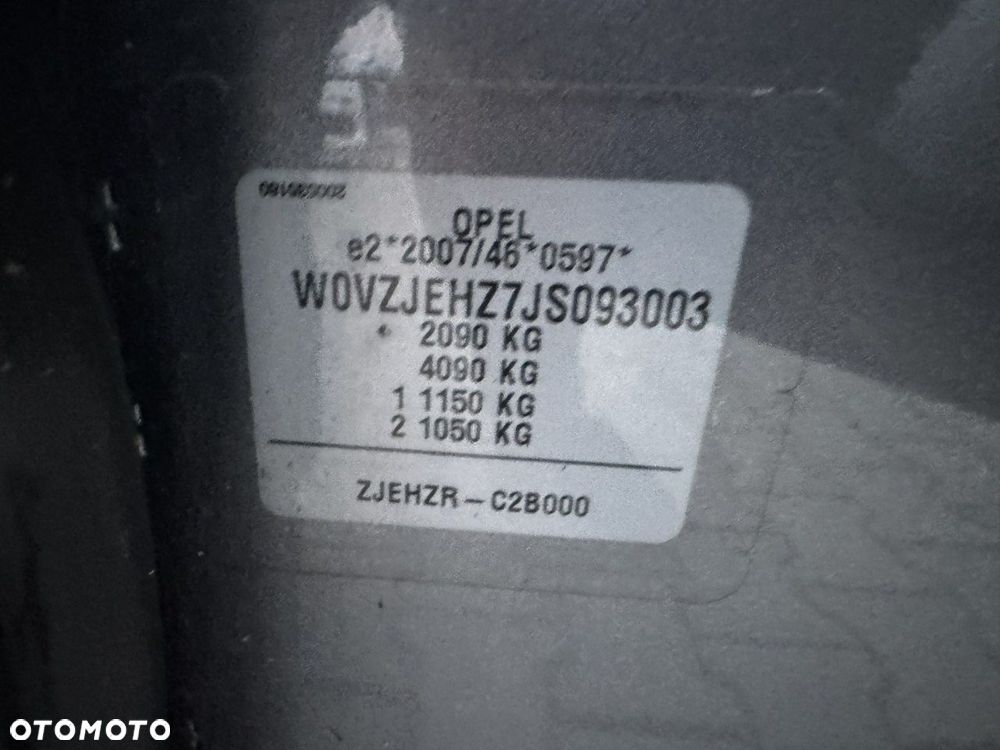 OPEL
e2*2007/46*0597*
W0VZJEHZ7JS093003
2090 KG
4090 KG
1 1150 KG
2 1050 KG
ZJEHZR-C2B000
OTOMOTO